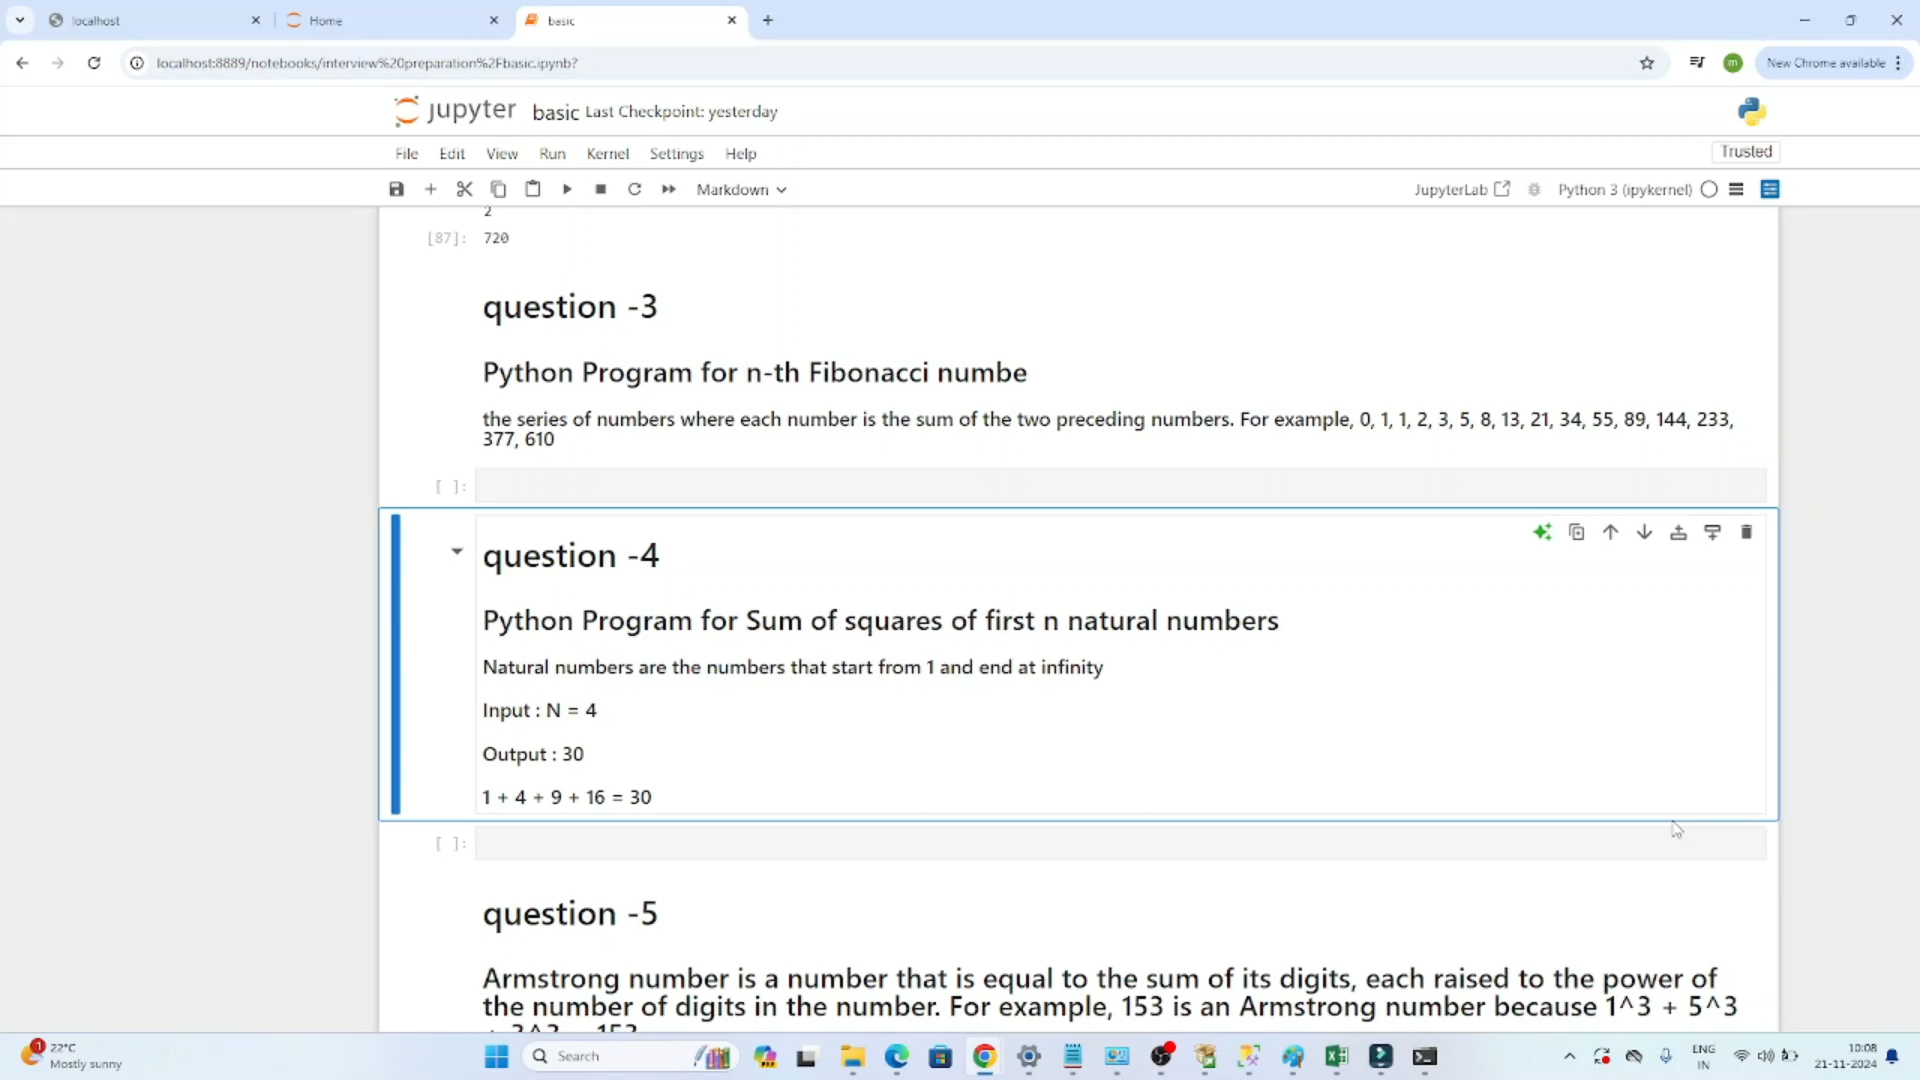 localhost
Home
basic
localhost:8889/notebooks/interview%20preparation%2Fbasic.ipynb?
m
New Chrome available
jupyter basic Last Checkpoint: yesterday
File Edit View Run Kernel Settings Help
Trusted
Markdown
JupyterLab
Python 3 (ipykernel)
2
[87]: 720
question -3
Python Program for n-th Fibonacci numbe
the series of numbers where each number is the sum of the two preceding numbers. For example, 0, 1, 1, 2, 3, 5, 8, 13, 21, 34, 55, 89, 144, 233,
377, 610
[ ]:
question -4
Python Program for Sum of squares of first n natural numbers
Natural numbers are the numbers that start from 1 and end at infinity
Input : N = 4
Output : 30
1 + 4 + 9 + 16 = 30
[ ]:
question -5
Armstrong number is a number that is equal to the sum of its digits, each raised to the power of
the number of digits in the number. For example, 153 is an Armstrong number because 1^3 + 5^3
+ 3^3 = 153
1
22°C
Mostly sunny
Search
ENG
IN
10:08
21-11-2024